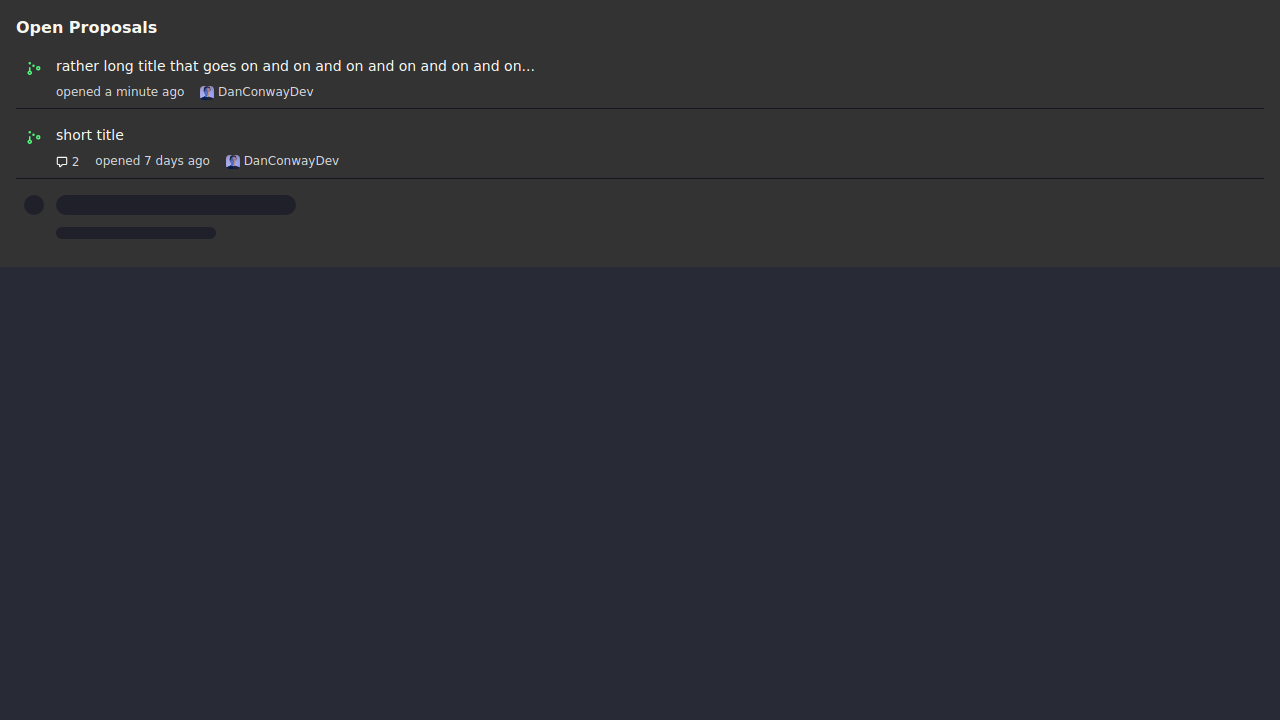 Open Proposals
rather long title that goes on and on and on and on and on and on...
opened a minute ago DanConwayDev
short title
2 opened 7 days ago DanConwayDev